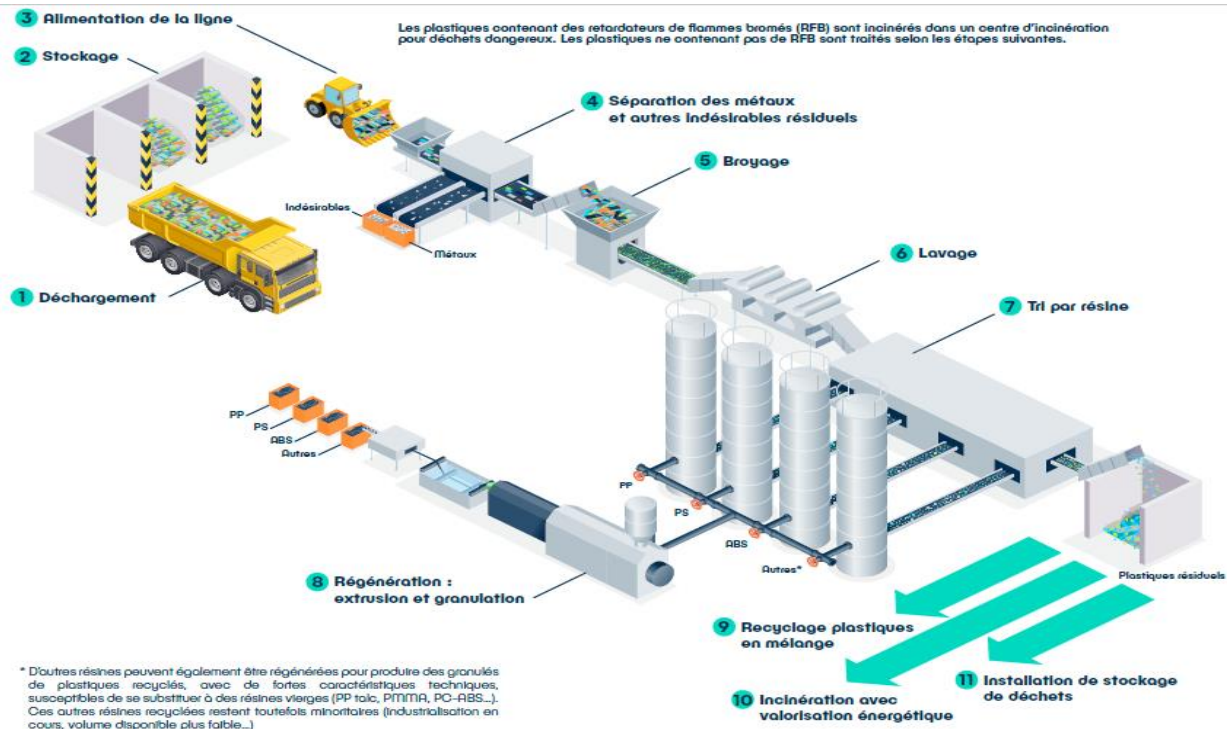 3 Alimentation de la ligne
Les plastiques contenant des retardateurs de flammes bromés (RFB) sont incinérés dans un centre d'incinération
pour déchets dangereux. Les plastiques ne contenant pas de RFB sont traités selon les étapes suivantes.
2 Stockage
4 Séparation des métaux
et autres indésirables résiduels
5 Broyage
Indésirables
Métaux
6 Lavage
1 Déchargement
7 Tri par résine
PP
PS
ABS
Autres
PP
PS
ABS
Autres*
Plastiques résiduels
8 Régénération :
extrusion et granulation
9 Recyclage plastiques
en mélange
10 Incinération avec
valorisation énergétique
11 Installation de stockage
de déchets
* D'autres résines peuvent également être régénérées pour produire des granulés
de plastiques recyclés, avec de fortes caractéristiques techniques,
susceptibles de se substituer à des résines vierges (PP talc, PMMA, PC-ABS...).
Ces autres résines recyclées restent toutefois minoritaires (industrialisation en
cours, volume disponible plus faible...)